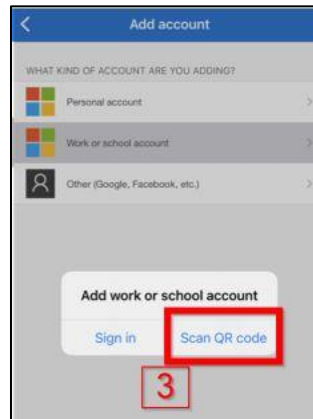 Add account
WHAT KIND OF ACCOUNT ARE YOU ADDING?
Personal account
Work or school account
Other (Google, Facebook, etc.)
Add work or school account
Sign in Scan QR code
3